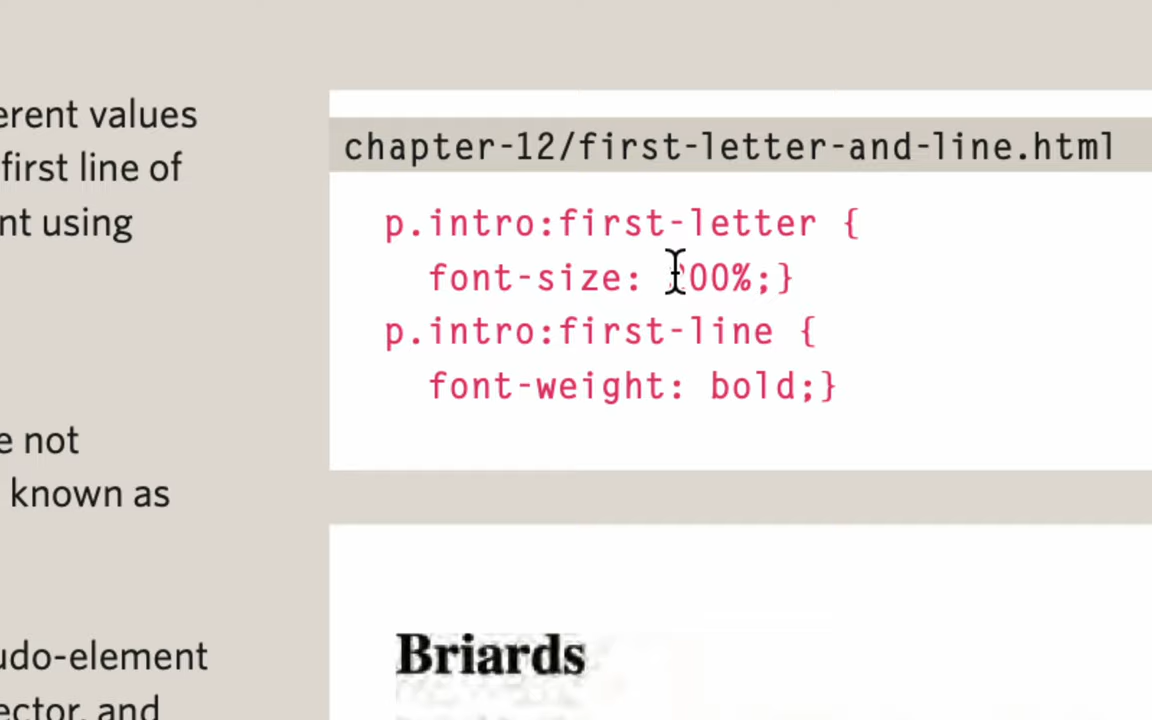 erent values
first line of
nt using
e not
known as
udo-element
ector, and
chapter-12/first-letter-and-line.html
p.intro:first-letter {
font-size: 00%;}
p.intro:first-line {
font-weight: bold;}
Briards